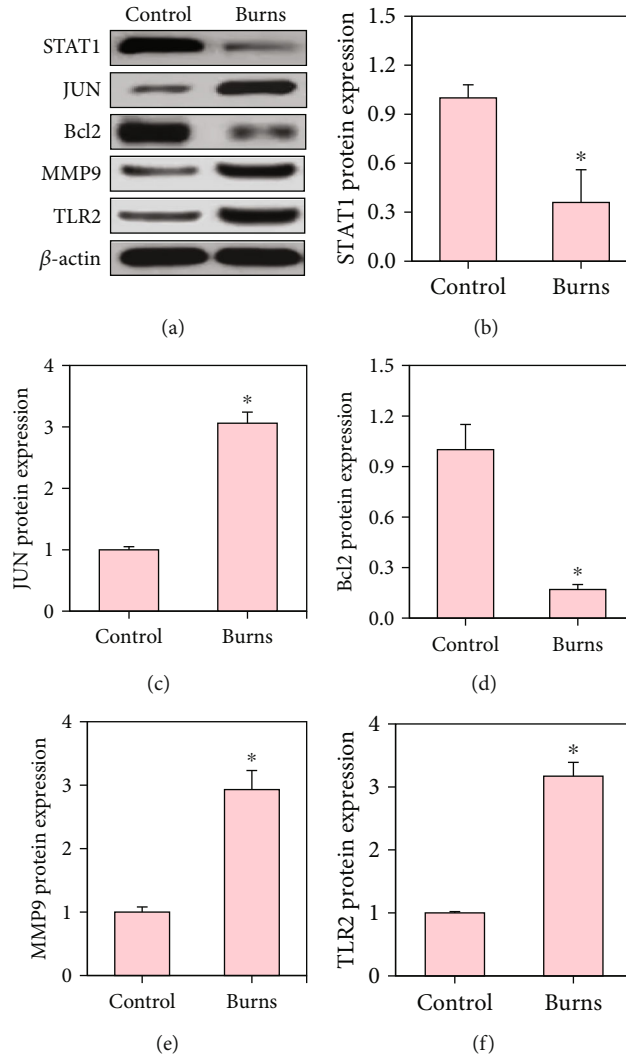 Control Burns
STAT1
JUN
Bcl2
MMP9
TLR2
β-actin
(a)
STAT1 protein expression
1.5
1.2
0.9
0.6
0.3
0.0
*
Control Burns
(b)
JUN protein expression
4
3
2
1
0
*
Control Burns
(c)
Bcl2 protein expression
1.5
1.2
0.9
0.6
0.3
0.0
*
Control Burns
(d)
MMP9 protein expression
4
3
2
1
0
*
Control Burns
(e)
TLR2 protein expression
4
3
2
1
0
*
Control Burns
(f)